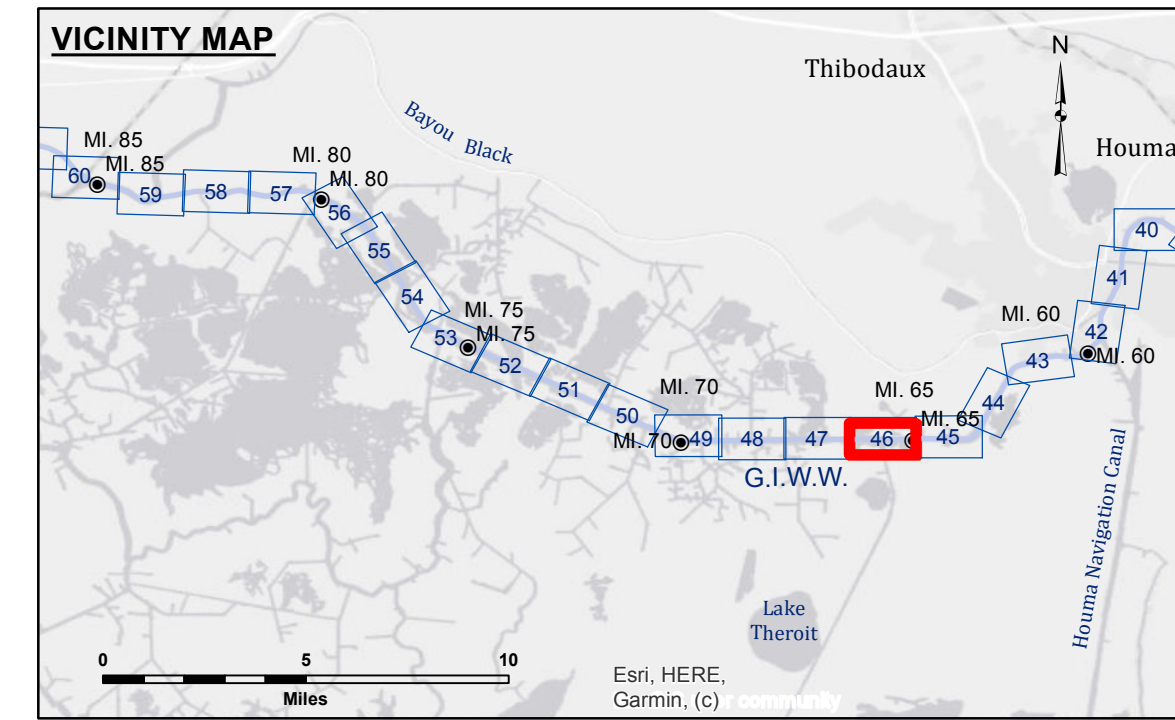 VICINITY MAP
N
Thibodaux
Houma
Bayou Black
MI. 85
MI. 85
60
59
58
57
MI. 80
MI. 80
56
55
54
53
MI. 75
MI. 75
52
51
50
MI. 70
MI. 70
49
48
47
46
MI. 65
MI. 65
45
44
43
MI. 60
MI. 60
42
41
40
G.I.W.W.
Houma Navigation Canal
Lake
Theroit
0
5
10
Miles
Esri, HERE,
Garmin, (c) r community